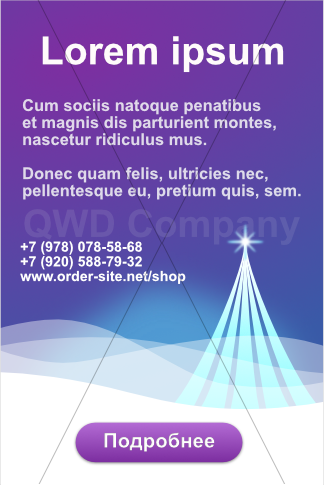 Lorem ipsum
Cum sociis natoque penatibus
et magnis dis parturient montes,
nascetur ridiculus mus.
Donec quam felis, ultricies nec,
pellentesque eu, pretium quis, sem.
QWD Company
+7 (978) 078-58-68
+7 (920) 588-79-32
www.order-site.net/shop
Подробнее